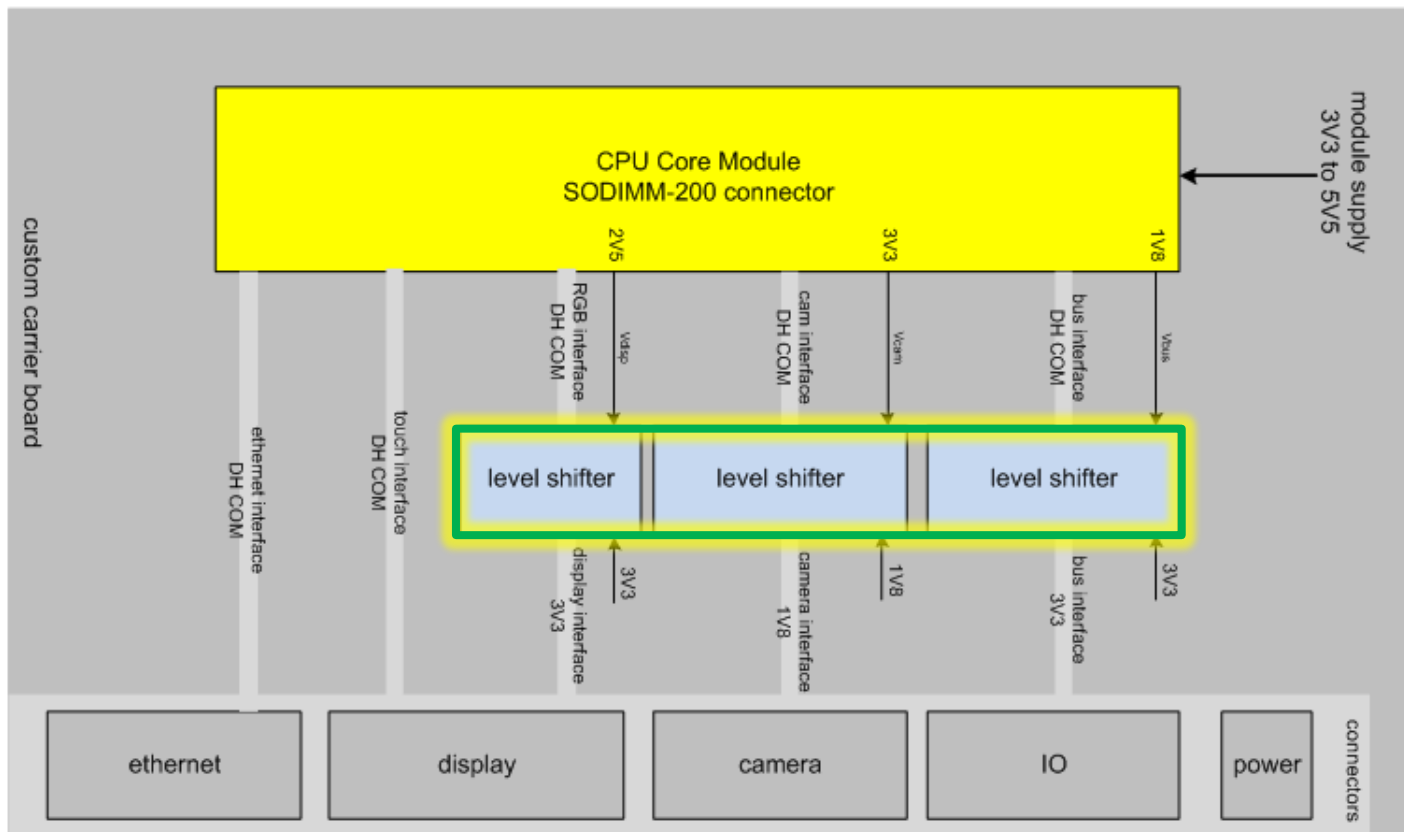 CPU Core Module
SODIMM-200 connector
module supply
3V3 to 5V5
2V5
3V3
1V8
custom carrier board
ethernet interface
DH COM
touch interface
DH COM
RGB interface
DH COM
Vdisp
cam interface
DH COM
Vcam
bus interface
DH COM
Vbus
level shifter
level shifter
level shifter
display interface
3V3
3V3
camera interface
1V8
1V8
bus interface
3V3
3V3
ethernet
display
camera
IO
power
connectors